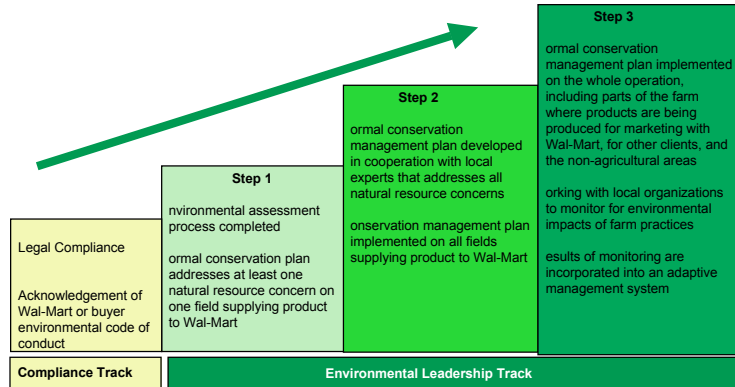 Legal Compliance
Acknowledgement of
Wal-Mart or buyer
environmental code of
conduct
Step 1
nvironmental assessment
process completed
ormal conservation plan
addresses at least one
natural resource concern on
one field supplying product
to Wal-Mart
Step 2
ormal conservation
management plan developed
in cooperation with local
experts that addresses all
natural resource concerns
onservation management plan
implemented on all fields
supplying product to Wal-Mart
Step 3
ormal conservation
management plan implemented
on the whole operation,
including parts of the farm
where products are being
produced for marketing with
Wal-Mart, for other clients, and
the non-agricultural areas
orking with local organizations
to monitor for environmental
impacts of farm practices
esults of monitoring are
incorporated into an adaptive
management system
Compliance Track
Environmental Leadership Track